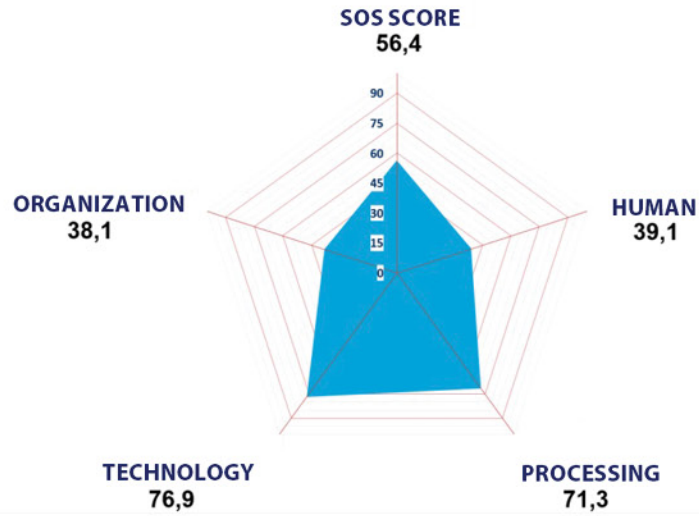 SOS SCORE
56,4
90
75
60
45
30
15
0
ORGANIZATION
38,1
HUMAN
39,1
TECHNOLOGY
76,9
PROCESSING
71,3